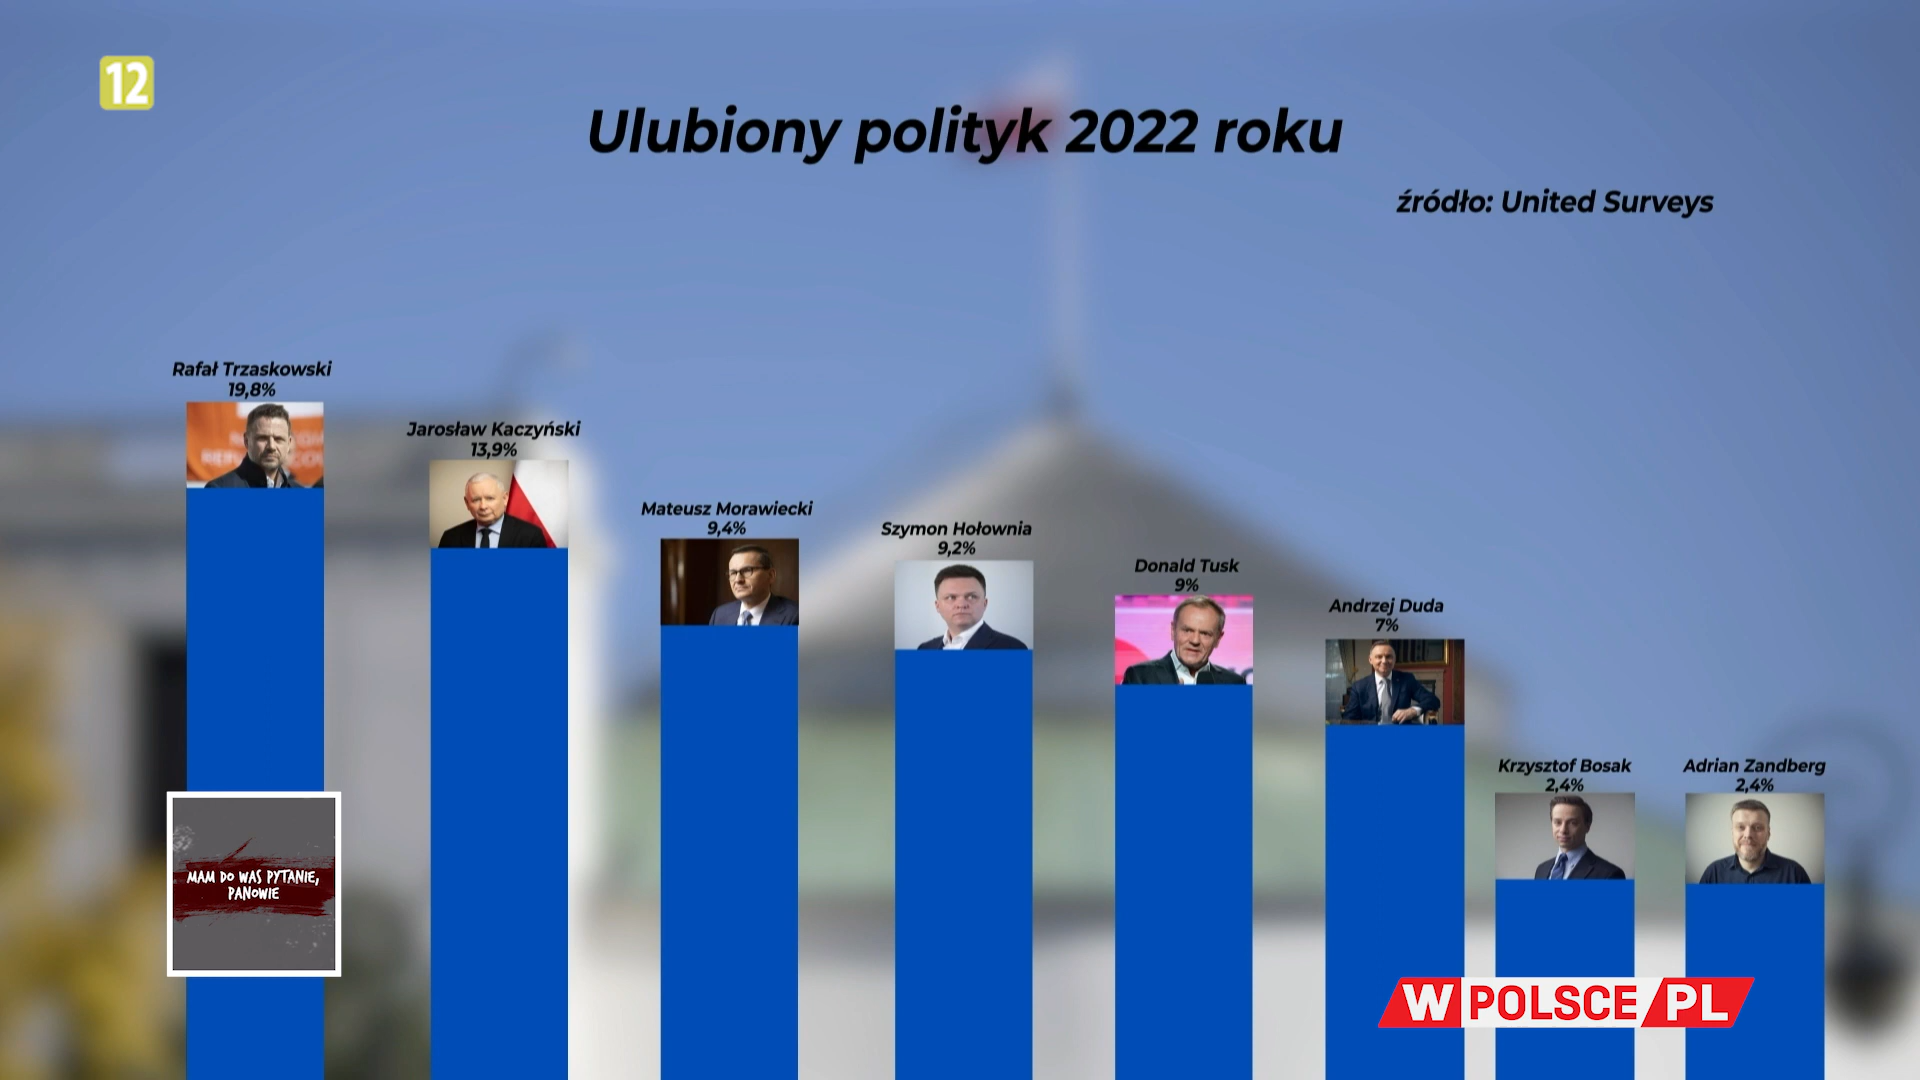 12
Ulubiony polityk 2022 roku
źródło: United Surveys
Rafał Trzaskowski
19,8%
Jarosław Kaczyński
13,9%
Mateusz Morawiecki
9,4%
Szymon Hołownia
9,2%
Donald Tusk
9%
Andrzej Duda
7%
Krzysztof Bosak
2,4%
Adrian Zandberg
2,4%
MAM DO WAS PYTANIE,
PANOWIE
W POLSCE PL